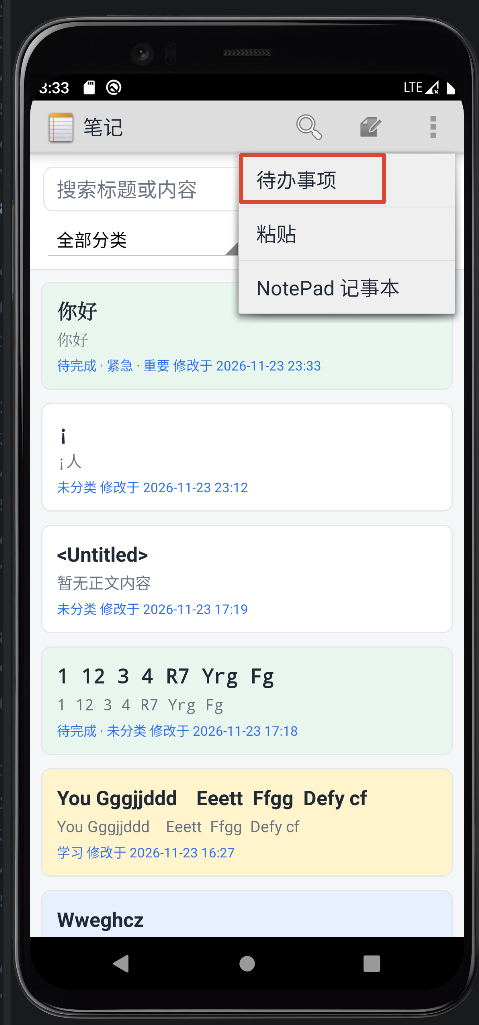 3:33
LTE
笔记
搜索标题或内容
全部分类
待办事项
粘贴
NotePad 记事本
你好
你好
待完成 · 紧急 · 重要 修改于 2026-11-23 23:33
¡
¡人
未分类 修改于 2026-11-23 23:12
<Untitled>
暂无正文内容
未分类 修改于 2026-11-23 17:19
1 12 3 4 R7 Yrg Fg
1 12 3 4 R7 Yrg Fg
待完成 · 未分类 修改于 2026-11-23 17:18
You Gggjjddd Eeett Ffgg Defy cf
You Gggjjddd Eeett Ffgg Defy cf
学习 修改于 2026-11-23 16:27
Wweghcz